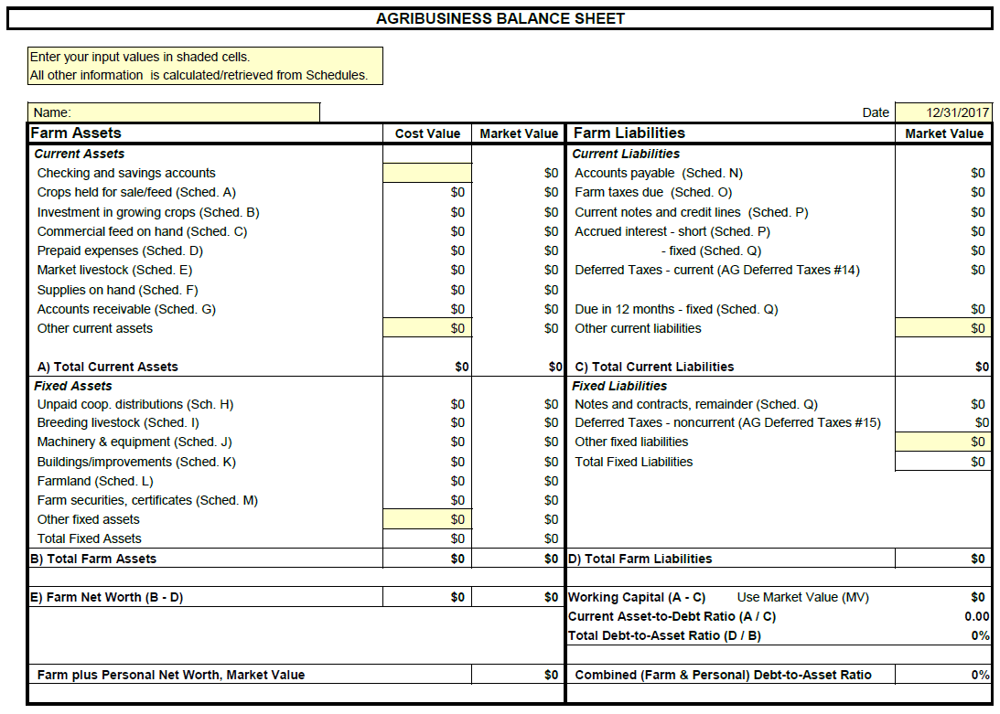 AGRIBUSINESS BALANCE SHEET
Enter your input values in shaded cells.
All other information  is calculated/retrieved from Schedules.
Name:
Date 12/31/2017
Farm Assets Cost Value Market Value
Current Assets
Checking and savings accounts $0
Crops held for sale/feed (Sched. A) $0 $0
Investment in growing crops (Sched. B) $0 $0
Commercial feed on hand (Sched. C) $0 $0
Prepaid expenses (Sched. D) $0 $0
Market livestock (Sched. E) $0 $0
Supplies on hand (Sched. F) $0 $0
Accounts receivable (Sched. G) $0 $0
Other current assets $0 $0
A) Total Current Assets $0 $0
Fixed Assets
Unpaid coop. distributions (Sch. H) $0 $0
Breeding livestock (Sched. I) $0 $0
Machinery & equipment (Sched. J) $0 $0
Buildings/improvements (Sched. K) $0 $0
Farmland (Sched. L) $0 $0
Farm securities, certificates (Sched. M) $0 $0
Other fixed assets $0 $0
Total Fixed Assets $0 $0
B) Total Farm Assets $0 $0
E) Farm Net Worth (B - D) $0 $0
Farm plus Personal Net Worth, Market Value $0
Farm Liabilities Market Value
Current Liabilities
Accounts payable  (Sched. N) $0
Farm taxes due  (Sched. O) $0
Current notes and credit lines  (Sched. P) $0
Accrued interest - short (Sched. P) $0
- fixed (Sched. Q) $0
Deferred Taxes - current (AG Deferred Taxes #14) $0
Due in 12 months - fixed (Sched. Q) $0
Other current liabilities $0
C) Total Current Liabilities $0
Fixed Liabilities
Notes and contracts, remainder (Sched. Q) $0
Deferred Taxes - noncurrent (AG Deferred Taxes #15) $0
Other fixed liabilities $0
Total Fixed Liabilities $0
D) Total Farm Liabilities $0
Working Capital (A - C) Use Market Value (MV) $0
Current Asset-to-Debt Ratio (A / C) 0.00
Total Debt-to-Asset Ratio (D / B) 0%
Combined (Farm & Personal) Debt-to-Asset Ratio 0%